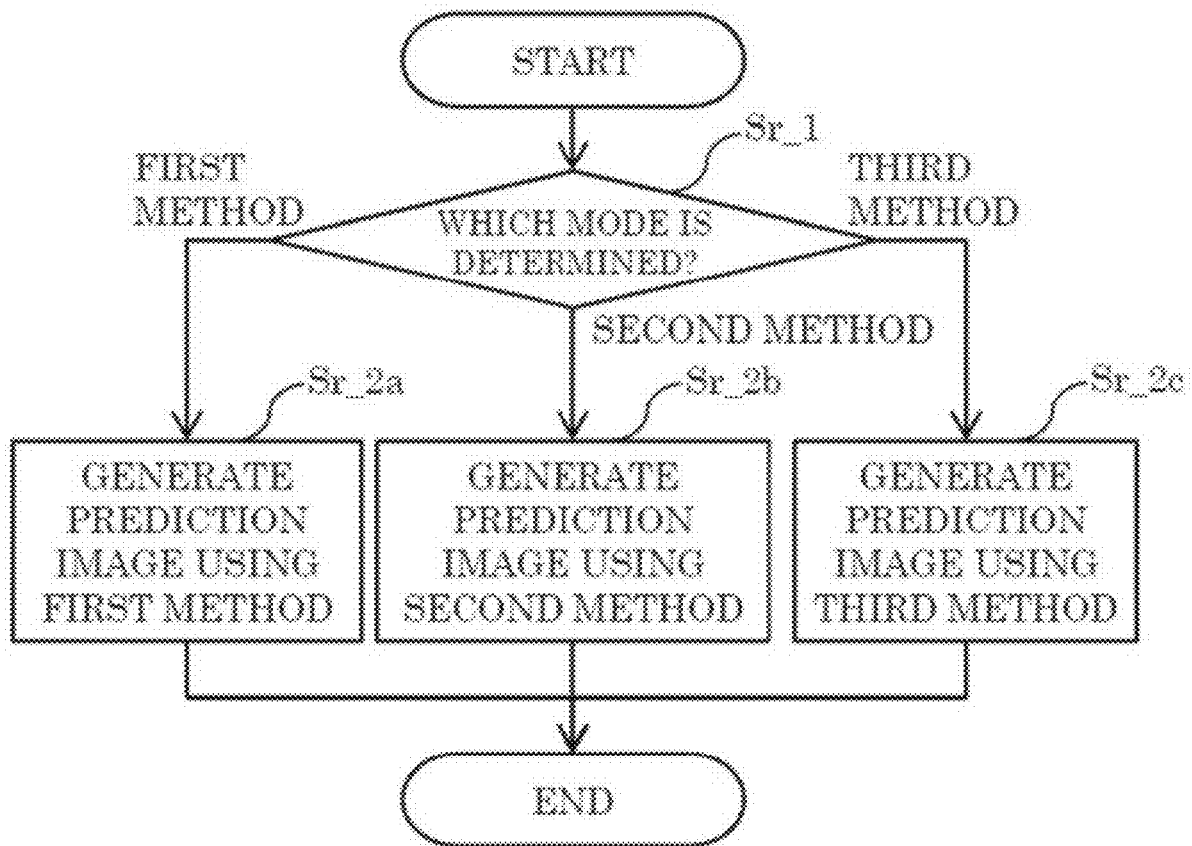 START
Sr_1
FIRST
METHOD
THIRD
METHOD
WHICH MODE IS
DETERMINED?
SECOND METHOD
Sr_2a
Sr_2b
Sr_2c
GENERATE
PREDICTION
IMAGE USING
FIRST METHOD
GENERATE
PREDICTION
IMAGE USING
SECOND METHOD
GENERATE
PREDICTION
IMAGE USING
THIRD METHOD
END